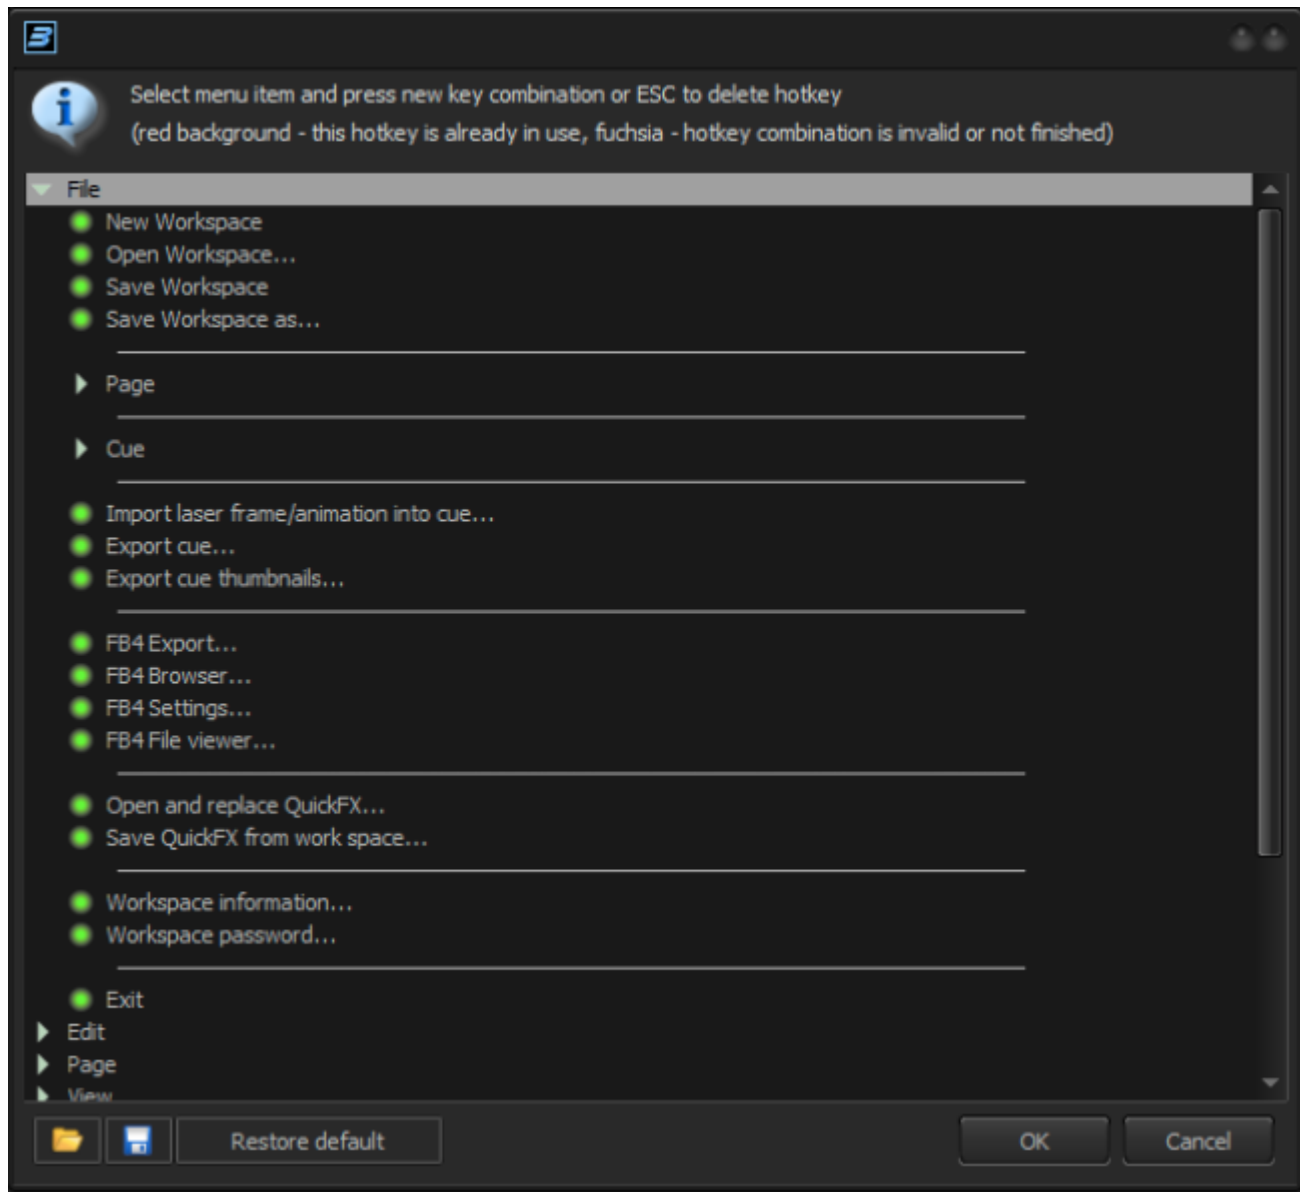 Select menu item and press new key combination or ESC to delete hotkey
(red background - this hotkey is already in use, fuchsia - hotkey combination is invalid or not finished)
File
New Workspace
Open Workspace...
Save Workspace
Save Workspace as...
Page
Cue
Import laser frame/animation into cue...
Export cue...
Export cue thumbnails...
FB4 Export...
FB4 Browser...
FB4 Settings...
FB4 File viewer...
Open and replace QuickFX...
Save QuickFX from work space...
Workspace information...
Workspace password...
Exit
Edit
Page
View
Restore default OK Cancel